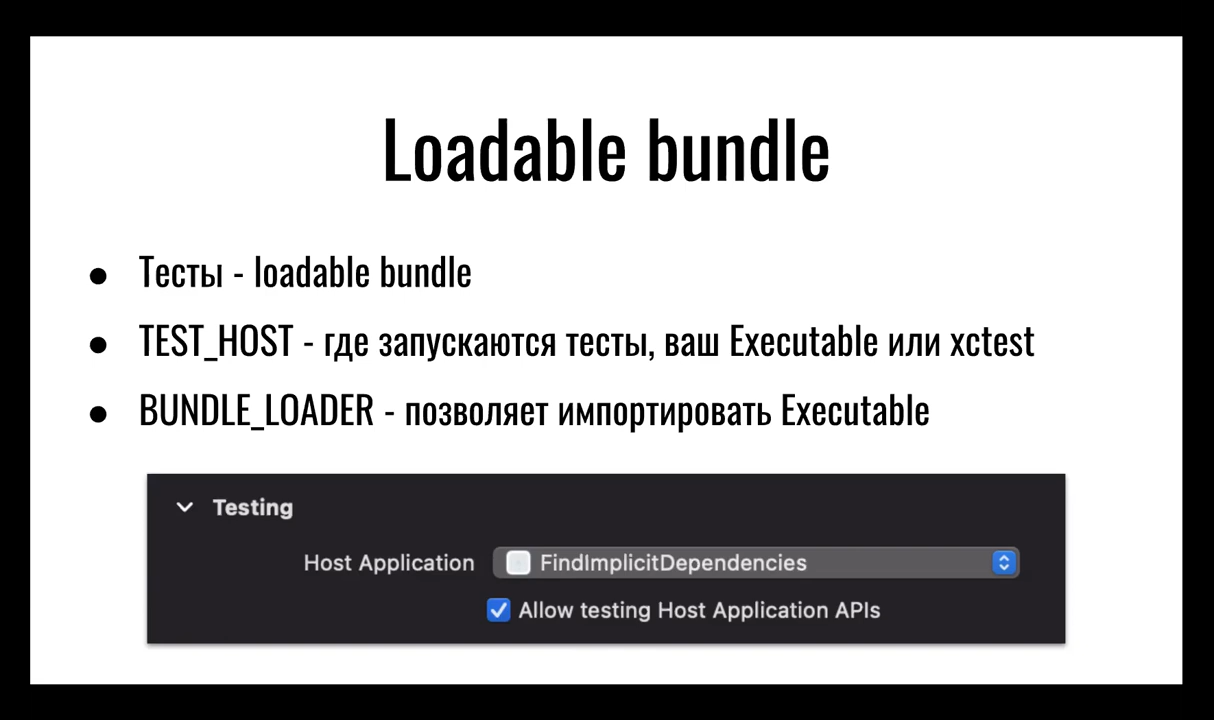 Loadable bundle
● Тесты - loadable bundle
● TEST_HOST - где запускаются тесты, ваш Executable или xctest
● BUNDLE_LOADER - позволяет импортировать Executable
Testing
Host Application FindImplicitDependencies
Allow testing Host Application APIs